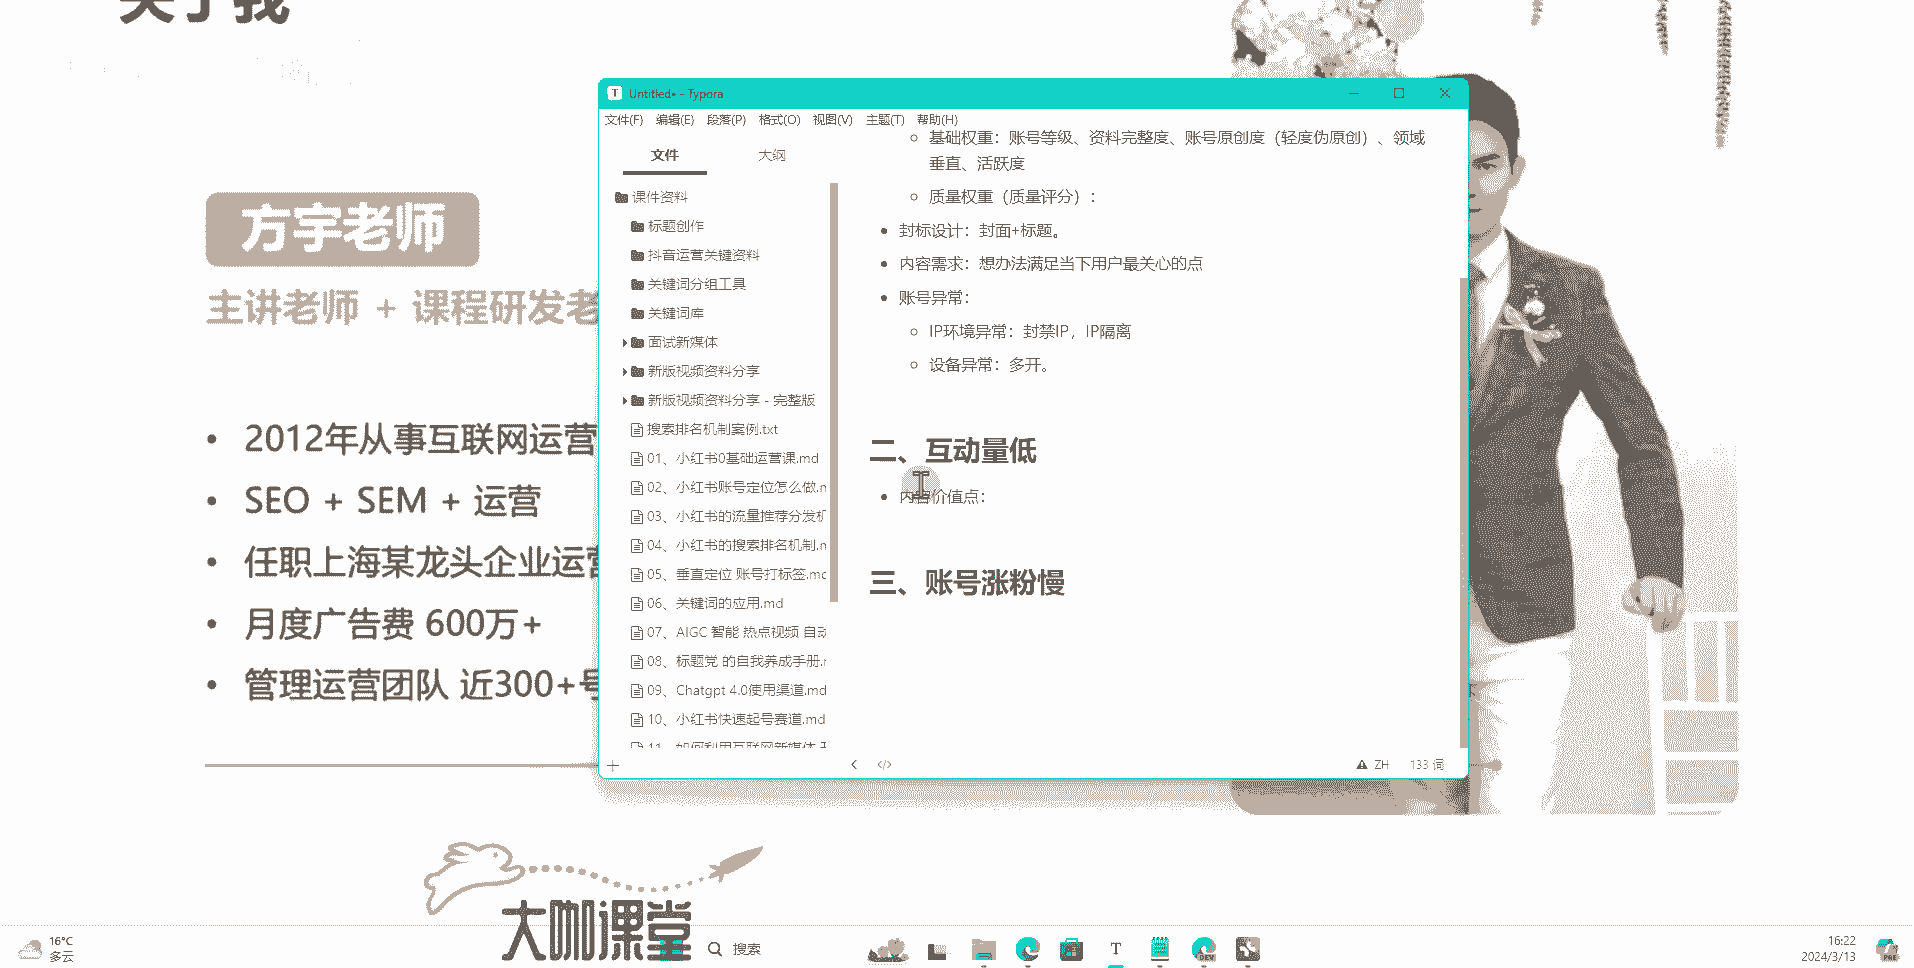 关于我
方宇老师
主讲老师 + 课程研发老
2012年从事互联网运营
SEO + SEM + 运营
任职上海某龙头企业运营
月度广告费 600万+
管理运营团队 近300+号
Untitled• - Typora
文件(F) 编辑(E) 段落(P) 格式(O) 视图(V) 主题(T) 帮助(H)
文件 大纲
课件资料
标题创作
抖音运营关键资料
关键词分组工具
关键词库
面试新媒体
新版视频资料分享
新版视频资料分享 - 完整版
搜索排名机制案例.txt
01、小红书0基础运营课.md
02、小红书账号定位怎么做.n
03、小红书的流量推荐分发机
04、小红书的搜索排名机制.n
05、垂直定位 账号打标签.mc
06、关键词的应用.md
07、AIGC 智能 热点视频 自动
08、标题党 的自我养成手册.r
09、Chatgpt 4.0使用渠道.md
10、小红书快速起号赛道.md
11、如何利用互联网新媒体
基础权重：账号等级、资料完整度、账号原创度（轻度伪原创）、领域
垂直、活跃度
质量权重（质量评分）：
封标设计：封面+标题。
内容需求：想办法满足当下用户最关心的点
账号异常：
IP环境异常：封禁IP，IP隔离
设备异常：多开。
二、互动量低
内容价值点：
三、账号涨粉慢
</> ZH 133 词
大咖课堂
16°C
多云
搜索
16:22
2024/3/13
DEV
PRE